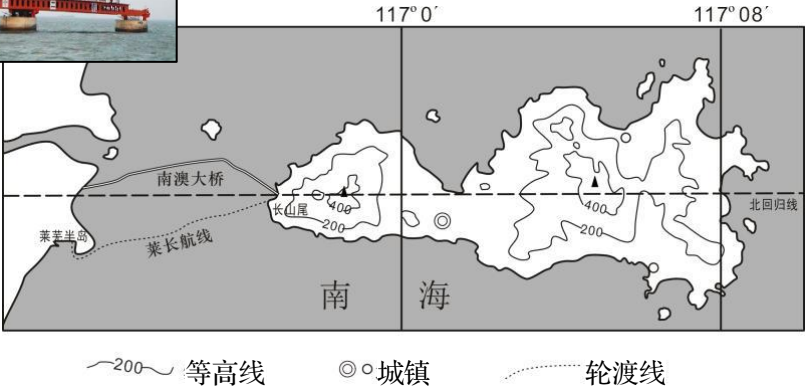 117° 0′
117° 08′
南澳大桥
长山尾
400
200
400
200
北回归线
莱芜半岛
莱长航线
南海
200 等高线
城镇
轮渡线